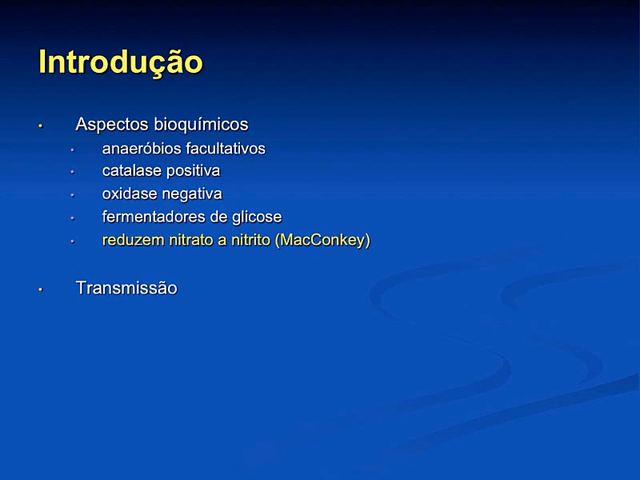 Introdução
• Aspectos bioquímicos
• anaeróbios facultativos
• catalase positiva
• oxidase negativa
• fermentadores de glicose
• reduzem nitrato a nitrito (MacConkey)
• Transmissão